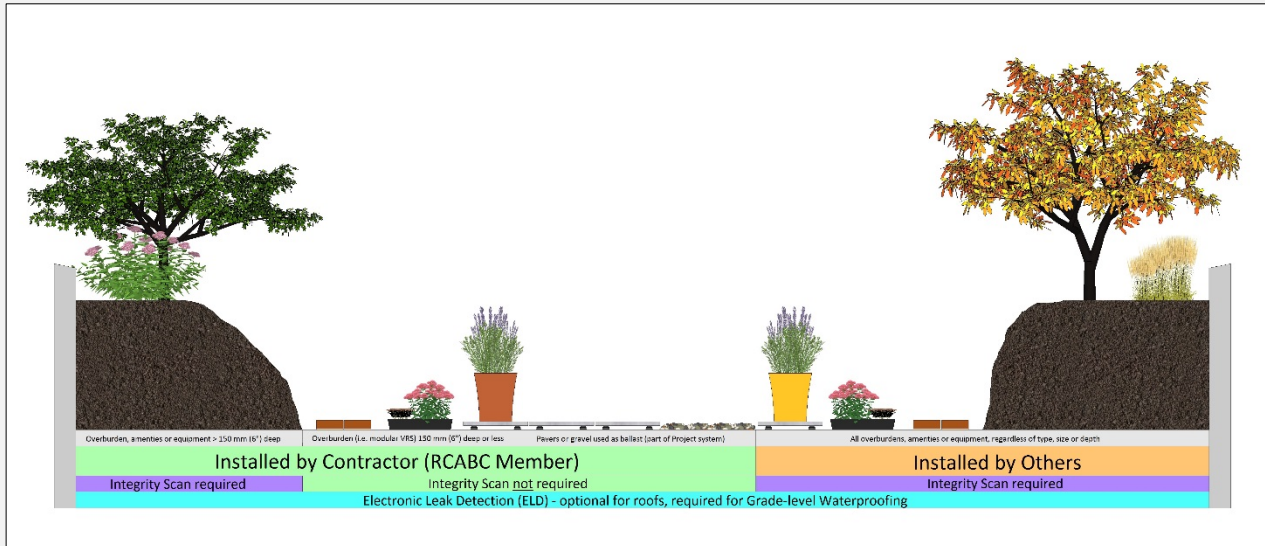 Overburden, amenities or equipment > 150 mm (6") deep
Overburden (i.e. modular VRS) 150 mm (6") deep or less
Pavers or gravel used as ballast (part of Project system)
All overburdens, amenities or equipment, regardless of type, size or depth
Installed by Contractor (RCABC Member)
Installed by Others
Integrity Scan required
Integrity Scan not required
Integrity Scan required
Electronic Leak Detection (ELD) - optional for roofs, required for Grade-level Waterproofing